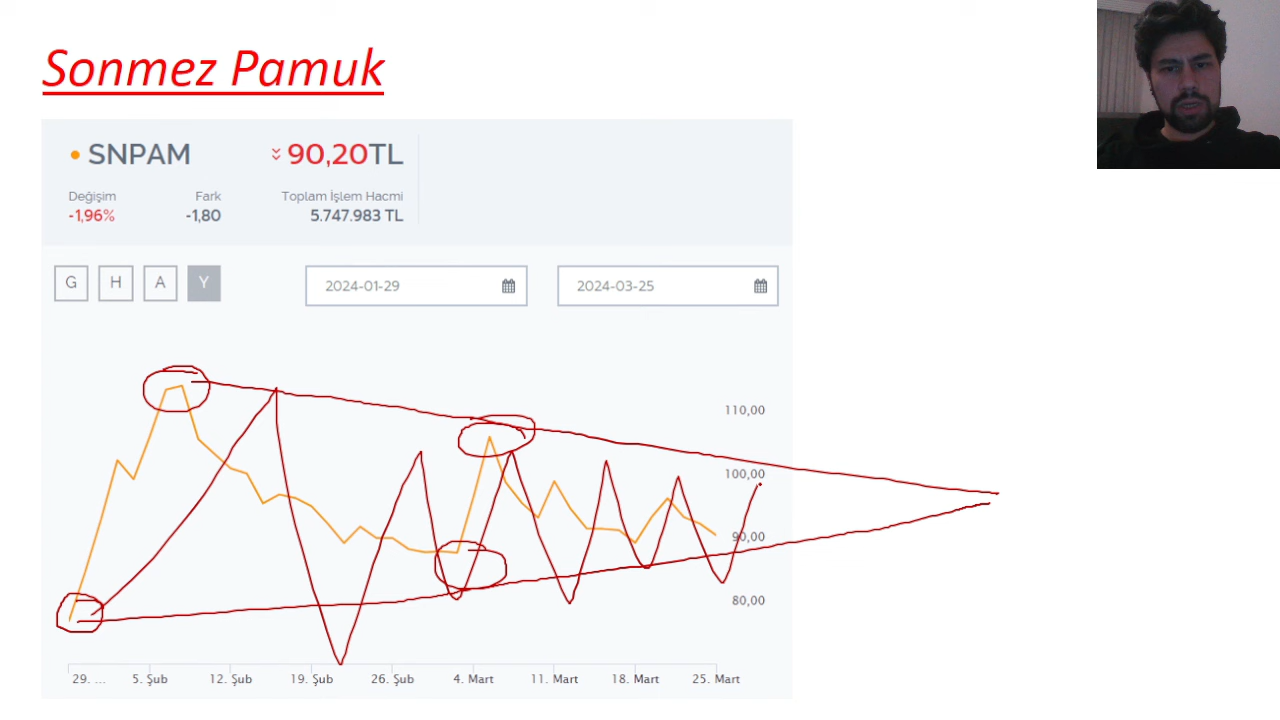 Sonmez Pamuk
SNPAM
90,20TL
Değişim
Fark
Toplam İşlem Hacmi
-1,96%
-1,80
5.747.983 TL
G
H
A
Y
2024-01-29
2024-03-25
110,00
100,00
90,00
80,00
29. ...
5. Şub
12. Şub
19. Şub
26. Şub
4. Mart
11. Mart
18. Mart
25. Mart